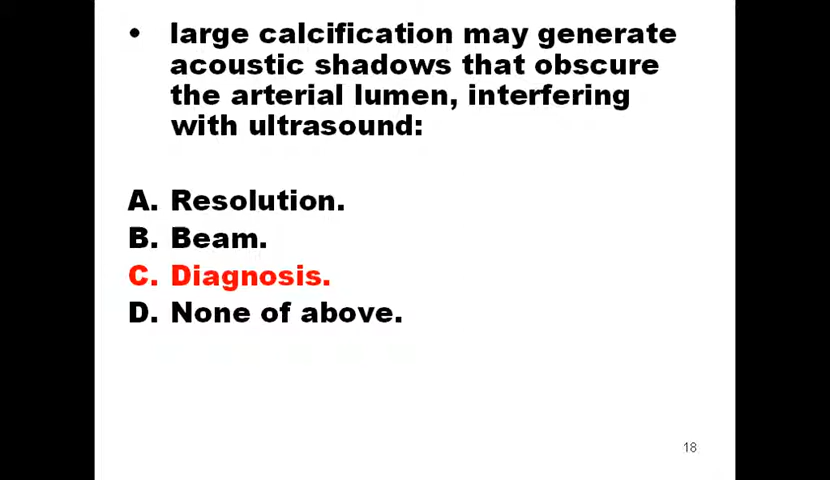 • large calcification may generate
acoustic shadows that obscure
the arterial lumen, interfering
with ultrasound:
A. Resolution.
B. Beam.
C. Diagnosis.
D. None of above.
18